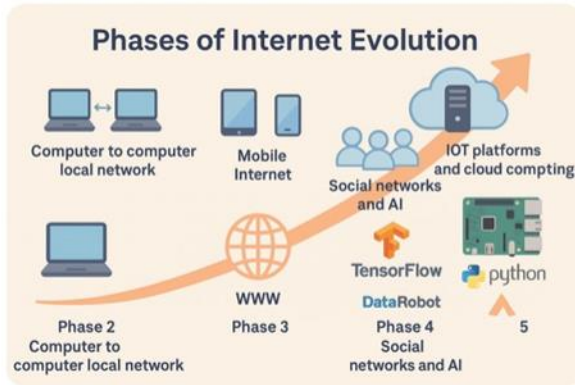 Phases of Internet Evolution
Computer to computer
local network
Mobile
Internet
Social networks
and AI
IOT platforms
and cloud compting
TensorFlow
DataRobot
python
WWW
Phase 2
Computer to
computer local network
Phase 3
Phase 4
Social
networks and AI
5